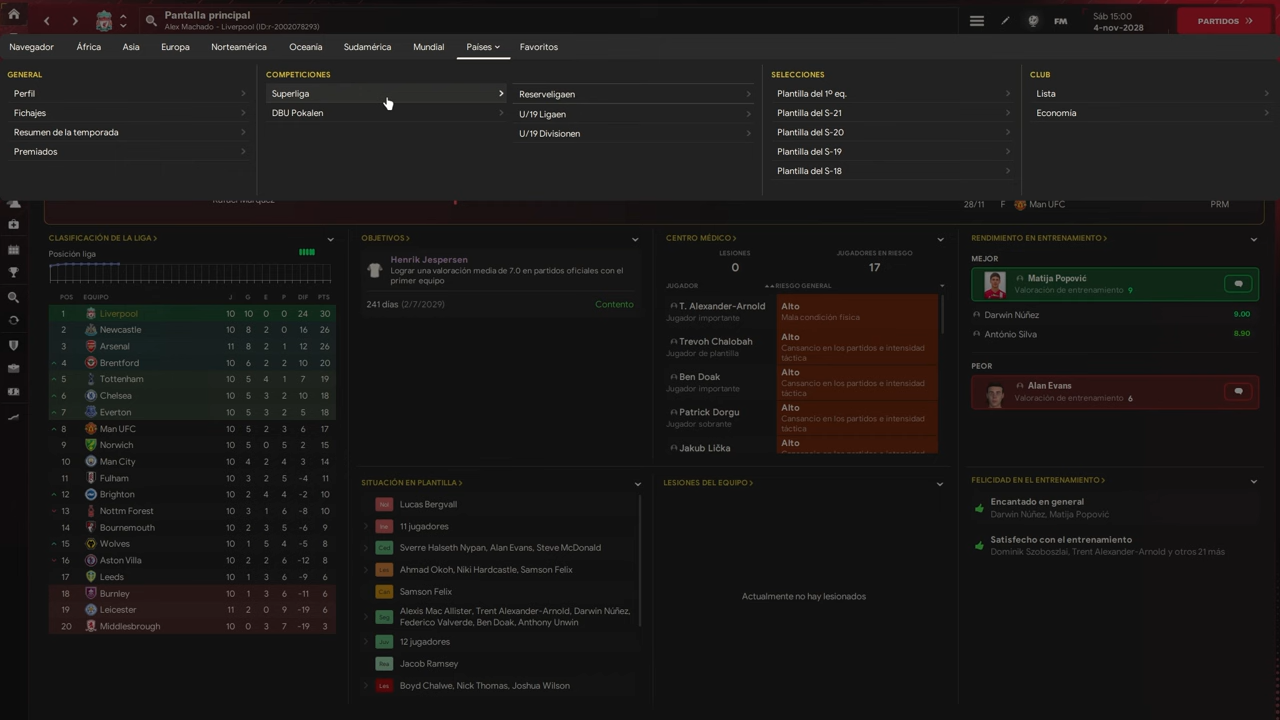 Pantalla principal
Alex Machado - Liverpool (ID:r-2002078293)
FM
Sáb 15:00
4-nov-2028
PARTIDOS
Navegador África Asia Europa Norteamérica Oceania Sudamérica Mundial Países Favoritos
GENERAL
Perfil
Fichajes
Resumen de la temporada
Premiados
COMPETICIONES
Superliga
DBU Pokalen
Reserveligaen
U/19 Ligaen
U/19 Divisionen
SELECCIONES
Plantilla del 1º eq.
Plantilla del S-21
Plantilla del S-20
Plantilla del S-19
Plantilla del S-18
CLUB
Lista
Economía
28/11 F Man UFC PRM
CLASIFICACIÓN DE LA LIGA
Posición liga
POS EQUIPO J G E P DIF PTS
1 Liverpool 10 10 0 0 24 30
2 Newcastle 10 8 2 0 16 26
3 Arsenal 11 8 2 1 12 26
4 Brentford 10 6 2 2 10 20
5 Tottenham 10 5 4 1 7 19
6 Chelsea 10 5 3 2 10 18
7 Everton 10 5 3 2 5 18
8 Man UFC 10 5 2 3 6 17
9 Norwich 10 5 0 5 2 15
10 Man City 10 4 2 4 3 14
11 Fulham 10 3 2 5 -4 11
12 Brighton 10 2 4 4 -2 10
13 Nottm Forest 10 3 1 6 -8 10
14 Bournemouth 10 2 3 5 -6 9
15 Wolves 10 1 5 4 -5 8
16 Aston Villa 10 2 2 6 -12 8
17 Leeds 10 1 3 6 -9 6
18 Burnley 10 1 3 6 -11 6
19 Leicester 11 2 0 9 -19 6
20 Middlesbrough 10 0 3 7 -19 3
OBJETIVOS
Henrik Jespersen
Lograr una valoración media de 7.0 en partidos oficiales con el
primer equipo
241 días (2/7/2029) Contento
SITUACIÓN EN PLANTILLA
Lucas Bergvall
11 jugadores
Sverre Halseth Nypan, Alan Evans, Steve McDonald
Ahmad Okoh, Niki Hardcastle, Samson Felix
Samson Felix
Alexis Mac Allister, Trent Alexander-Arnold, Darwin Núñez,
Federico Valverde, Ben Doak, Anthony Unwin
12 jugadores
Jacob Ramsey
Boyd Chalwe, Nick Thomas, Joshua Wilson
CENTRO MÉDICO
LESIONES
0
JUGADORES EN RIESGO
17
JUGADOR RIESGO GENERAL
T. Alexander-Arnold Alto
Jugador importante Mala condición física
Trevoh Chalobah Alto
Jugador de plantilla Cansancio en los partidos e intensidad
táctica
Ben Doak Alto
Jugador importante Cansancio en los partidos e intensidad
táctica
Patrick Dorgu Alto
Jugador sobrante Cansancio en los partidos e intensidad
táctica
Jakub Lička Alto
LESIONES DEL EQUIPO
Actualmente no hay lesionados
RENDIMIENTO EN ENTRENAMIENTO
MEJOR
Matija Popović
Valoración de entrenamiento 9
Darwin Núñez 9.00
António Silva 8.90
PEOR
Alan Evans
Valoración de entrenamiento 6
FELICIDAD EN EL ENTRENAMIENTO
Encantado en general
Darwin Núñez, Matija Popović
Satisfecho con el entrenamiento
Dominik Szoboszlai, Trent Alexander-Arnold y otros 21 más